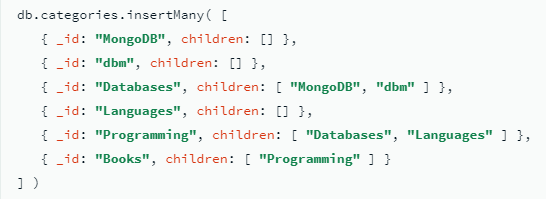 db.categories.insertMany( [
   { _id: "MongoDB", children: [] },
   { _id: "dbm", children: [] },
   { _id: "Databases", children: [ "MongoDB", "dbm" ] },
   { _id: "Languages", children: [] },
   { _id: "Programming", children: [ "Databases", "Languages" ] },
   { _id: "Books", children: [ "Programming" ] }
] )